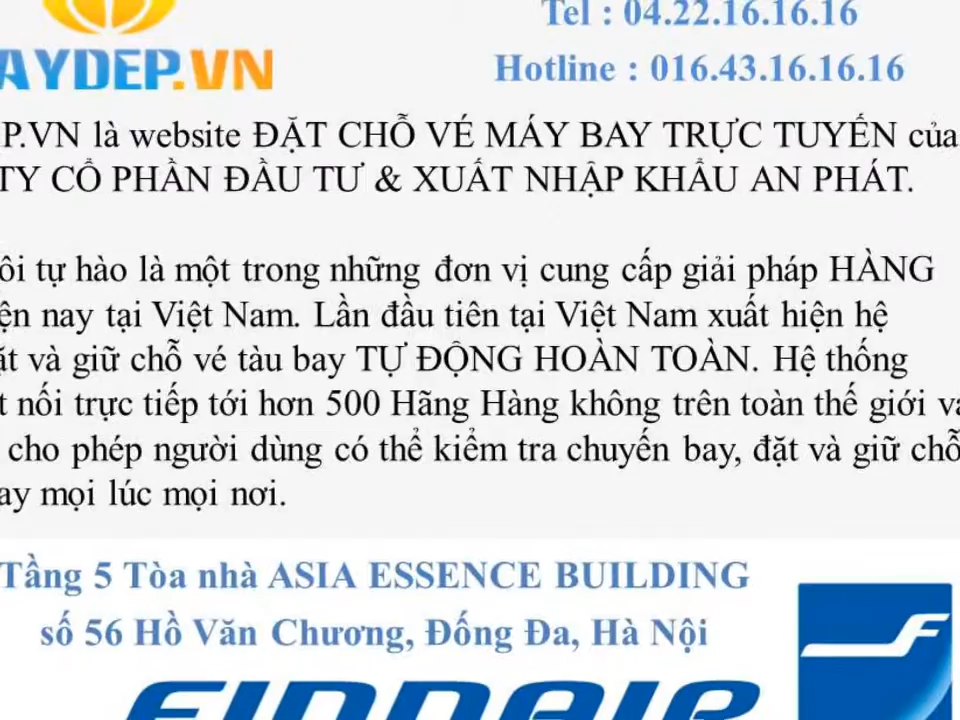 Tel : 04.22.16.16.16
AYDEP.VN
Hotline : 016.43.16.16.16
P.VN là website ĐẶT CHỖ VÉ MÁY BAY TRỰC TUYẾN của
TY CỔ PHẦN ĐẦU TƯ & XUẤT NHẬP KHẨU AN PHÁT.
ôi tự hào là một trong những đơn vị cung cấp giải pháp HÀNG
ện nay tại Việt Nam. Lần đầu tiên tại Việt Nam xuất hiện hệ
ặt và giữ chỗ vé tàu bay TỰ ĐỘNG HOÀN TOÀN. Hệ thống
t nối trực tiếp tới hơn 500 Hãng Hàng không trên toàn thế giới và
cho phép người dùng có thể kiểm tra chuyến bay, đặt và giữ chỗ
ay mọi lúc mọi nơi.
Tầng 5 Tòa nhà ASIA ESSENCE BUILDING
số 56 Hồ Văn Chương, Đống Đa, Hà Nội
FINNAIR